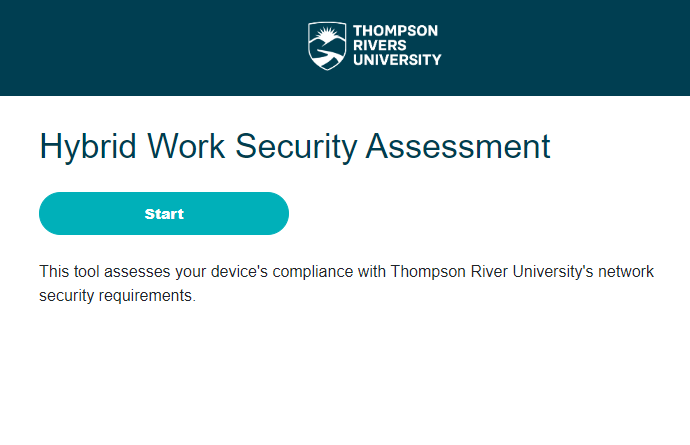 THOMPSON
RIVERS
UNIVERSITY
Hybrid Work Security Assessment
Start
This tool assesses your device's compliance with Thompson River University's network
security requirements.